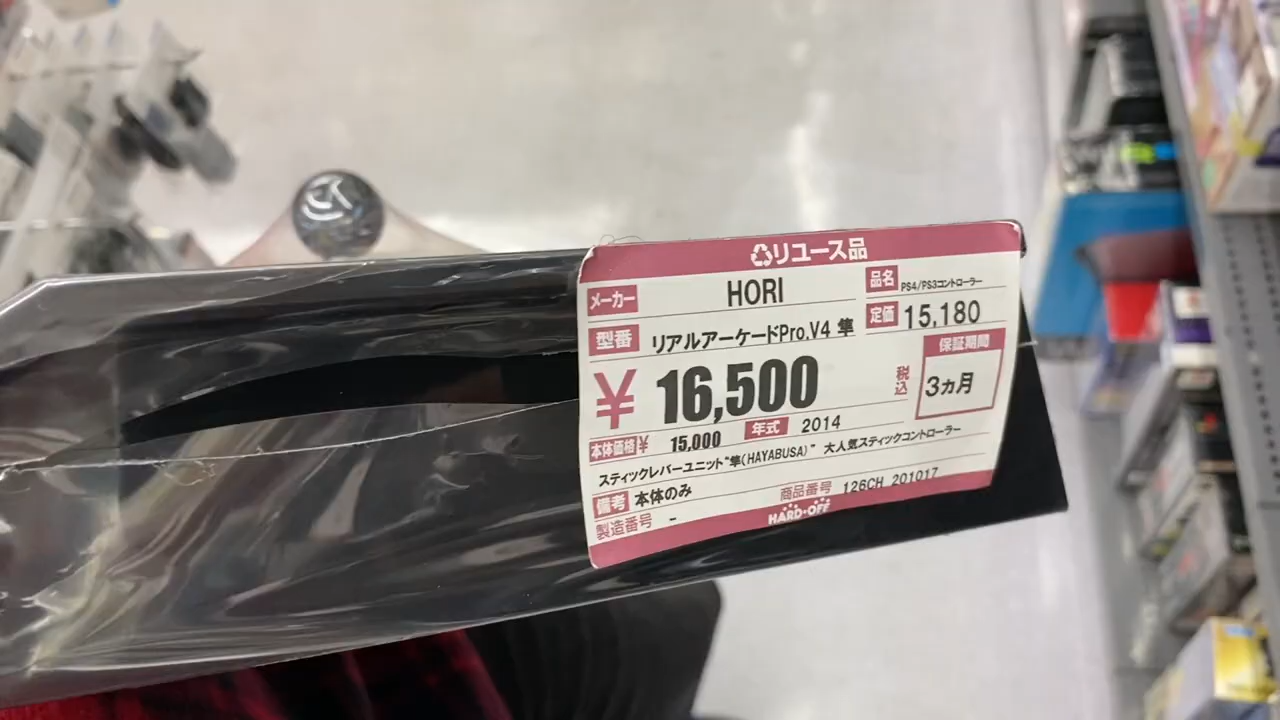 リユース品
メーカー HORI
品名 PS4/PS3コントローラー
型番 リアルアーケードPro.V4 隼
定価 15,180
¥16,500 税込
保証期間 3ヵ月
本体価格¥ 15,000 年式 2014
スティックレバーユニット"隼(HAYABUSA)" 大人気スティックコントローラー
備考 本体のみ
商品番号 126CH 201017
製造番号 -
HARD・OFF